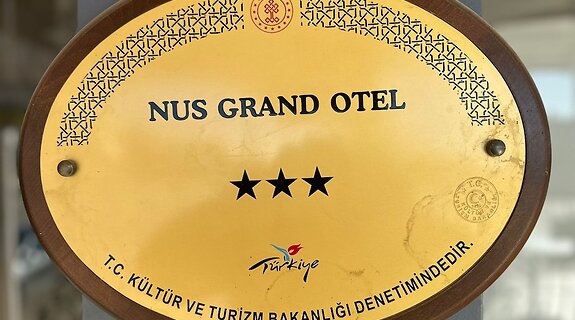 NUS GRAND OTEL
★★★
Türkiye
T.C. KÜLTÜR VE TURİZM BAKANLIĞI DENETİMİNDEDİR.
T.C.